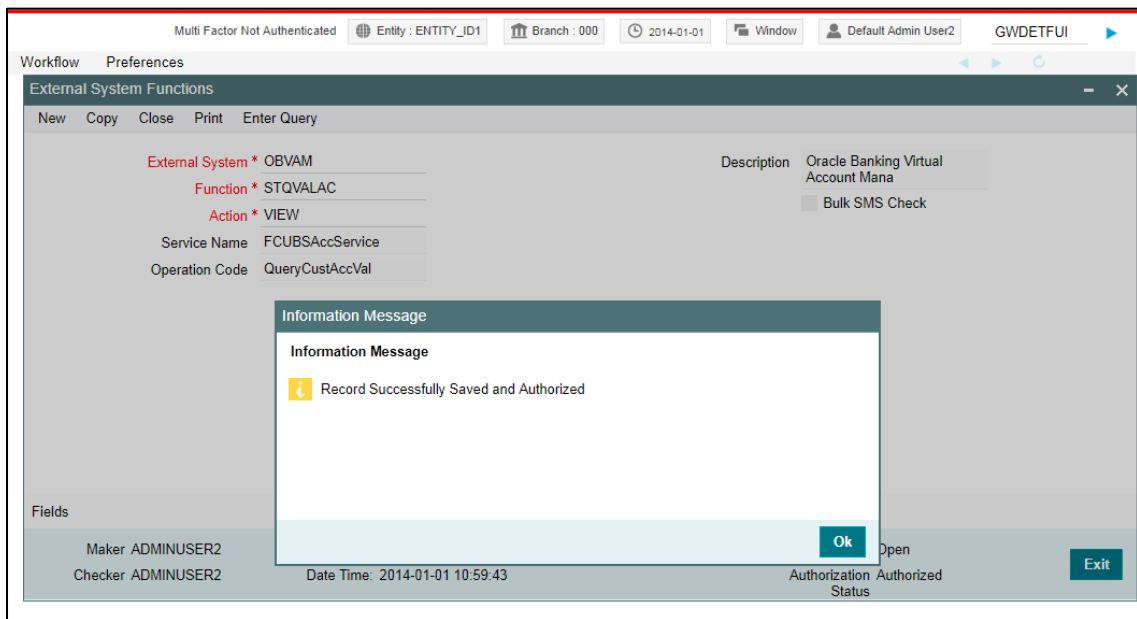 Multi Factor Not Authenticated Entity : ENTITY_ID1 Branch : 000 2014-01-01 Window Default Admin User2 GWDETFUI
Workflow Preferences
External System Functions
New Copy Close Print Enter Query
External System * OBVAM
Function * STQVALAC
Action * VIEW
Service Name FCUBSAccService
Operation Code QueryCustAccVal
Description Oracle Banking Virtual
Account Mana
Bulk SMS Check
Information Message
Information Message
Record Successfully Saved and Authorized
Ok
Fields
Maker ADMINUSER2
Checker ADMINUSER2
Date Time: 2014-01-01 10:59:43
Open
Authorization Authorized
Status
Exit